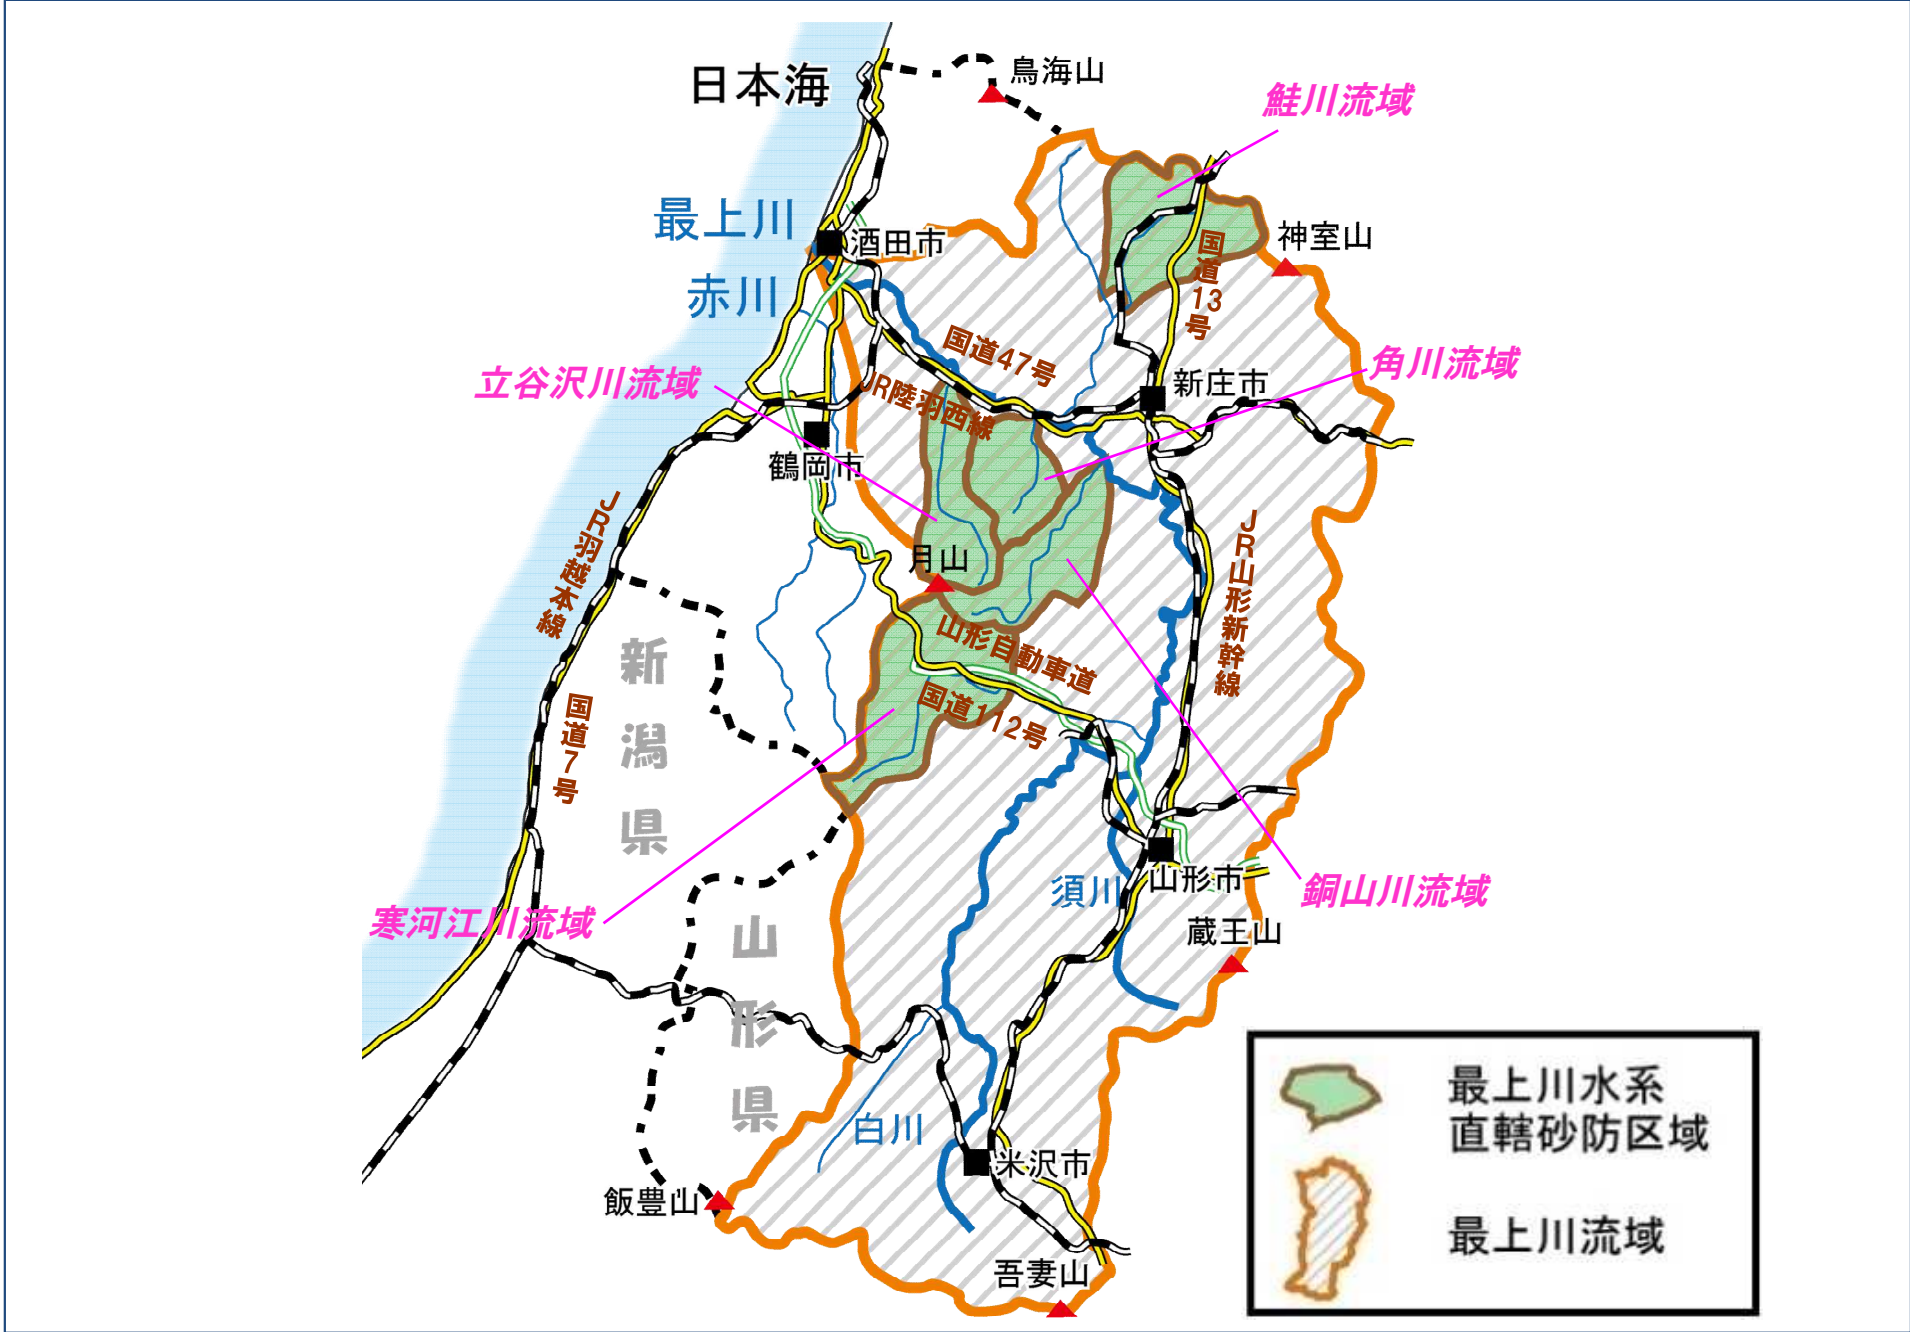 日本海
鳥海山
鮭川流域
最上川
酒田市
神室山
赤川
国道13号
国道47号
立谷沢川流域
JR陸羽西線
新庄市
角川流域
鶴岡市
月山
JR羽越本線
JR山形新幹線
新潟県
山形自動車道
国道112号
国道7号
寒河江川流域
須川
山形市
銅山川流域
蔵王山
山形県
白川
米沢市
飯豊山
吾妻山
最上川水系
直轄砂防区域
最上川流域